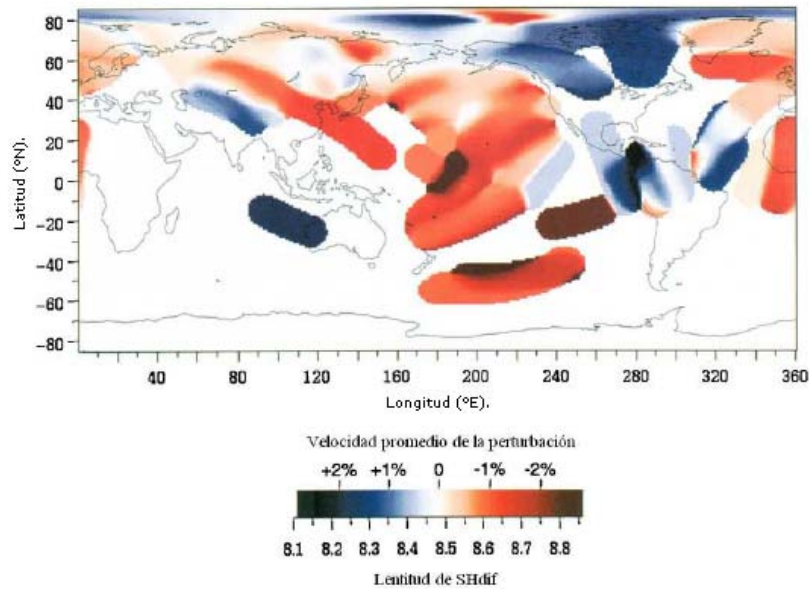 80
60
40
20
0
-20
-40
-60
-80
Latitud (ºN).
40 80 120 160 200 240 280 320 360
Longitud (ºE).
Velocidad promedio de la perturbación
+2% +1% 0 -1% -2%
8.1 8.2 8.3 8.4 8.5 8.6 8.7 8.8
Lentitud de SHdif